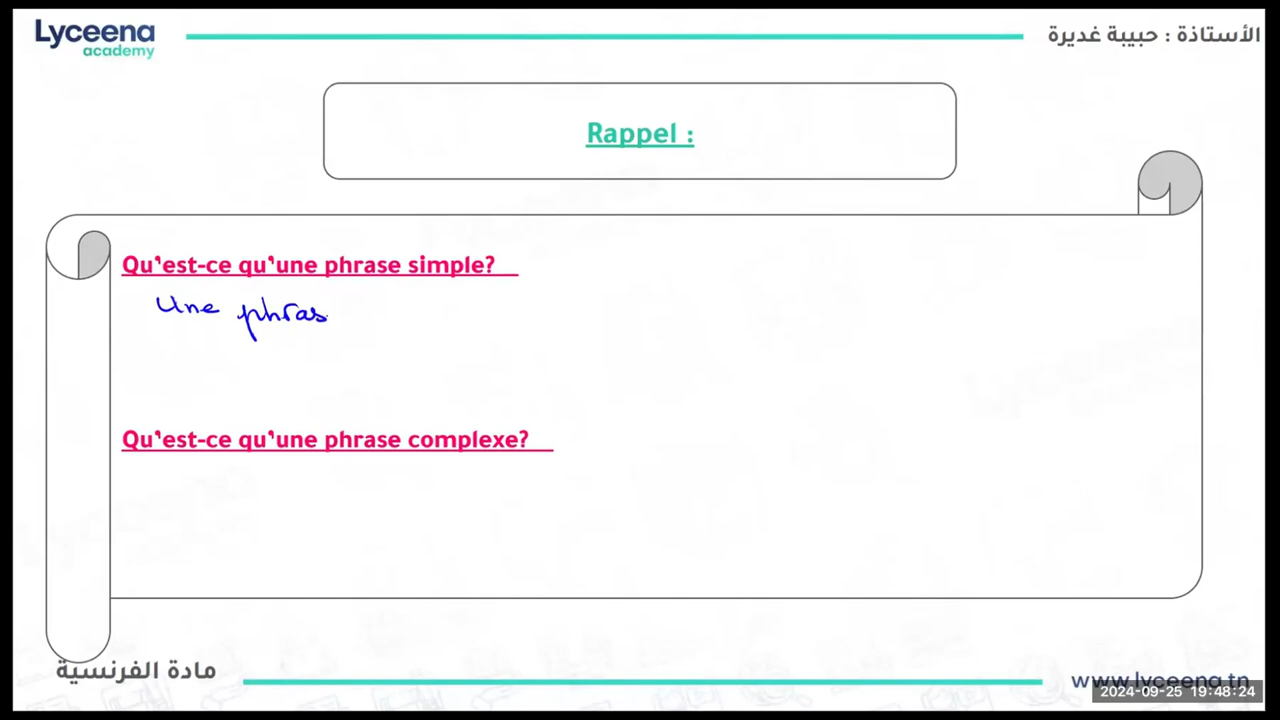 Lyceena
academy
الأستاذة : حبيبة غديرة
Rappel :
Qu'est-ce qu'une phrase simple?
Une phras
Qu'est-ce qu'une phrase complexe?
مادة الفرنسية
www.lyceena.tn
2024-09-25 19:48:24